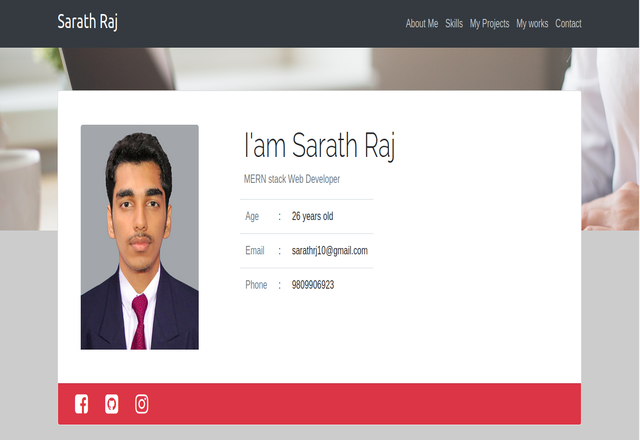 Sarath Raj
About Me Skills My Projects My works Contact
I'am Sarath Raj
MERN stack Web Developer
Age : 26 years old
Email : sarathrj10@gmail.com
Phone : 9809906923